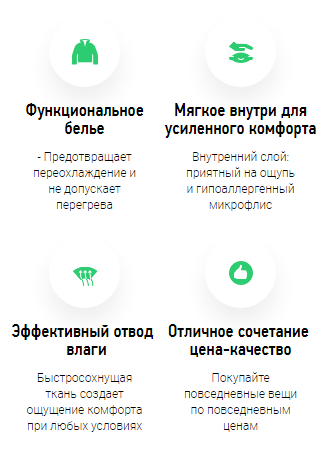 Функциональное
белье
- Предотвращает
переохлаждение и
не допускает
перегрева
Мягкое внутри для
усиленного комфорта
Внутренний слой:
приятный на ощупь
и гипоаллергенный
микрофлис
Эффективный отвод
влаги
Быстросохнущая
ткань создает
ощущение комфорта
при любых условиях
Отличное сочетание
цена-качество
Покупайте
повседневные вещи
по повседневным
ценам